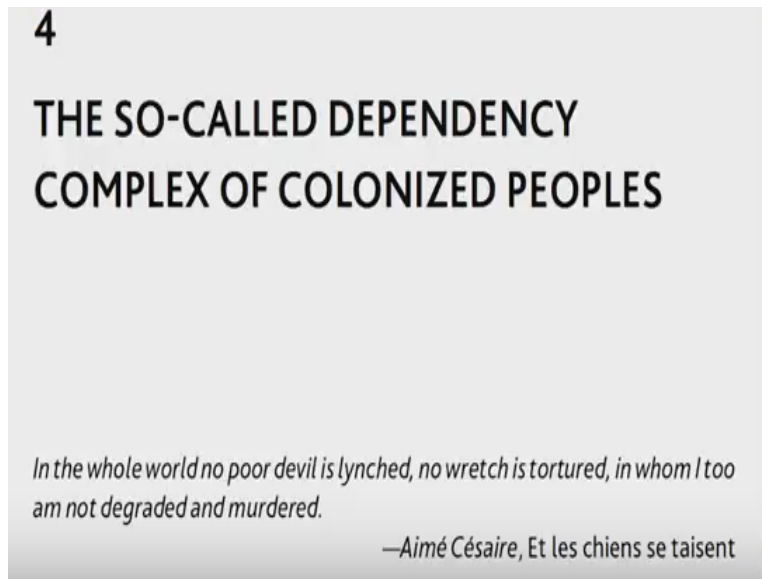 4
THE SO-CALLED DEPENDENCY
COMPLEX OF COLONIZED PEOPLES
In the whole world no poor devil is lynched, no wretch is tortured, in whom I too
am not degraded and murdered.
—Aimé Césaire, Et les chiens se taisent